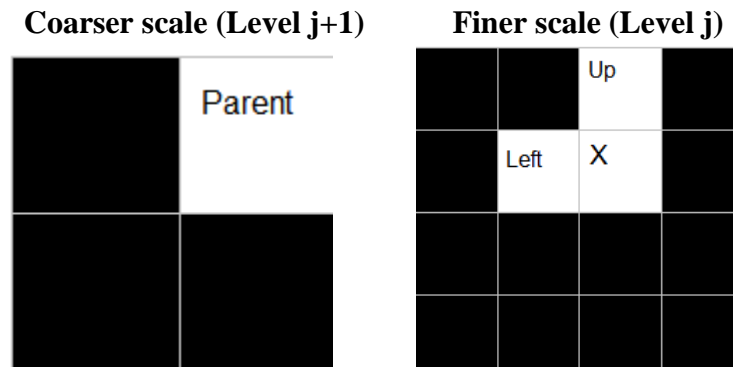 Coarser scale (Level j+1)
Finer scale (Level j)
Parent
Up
Left
X